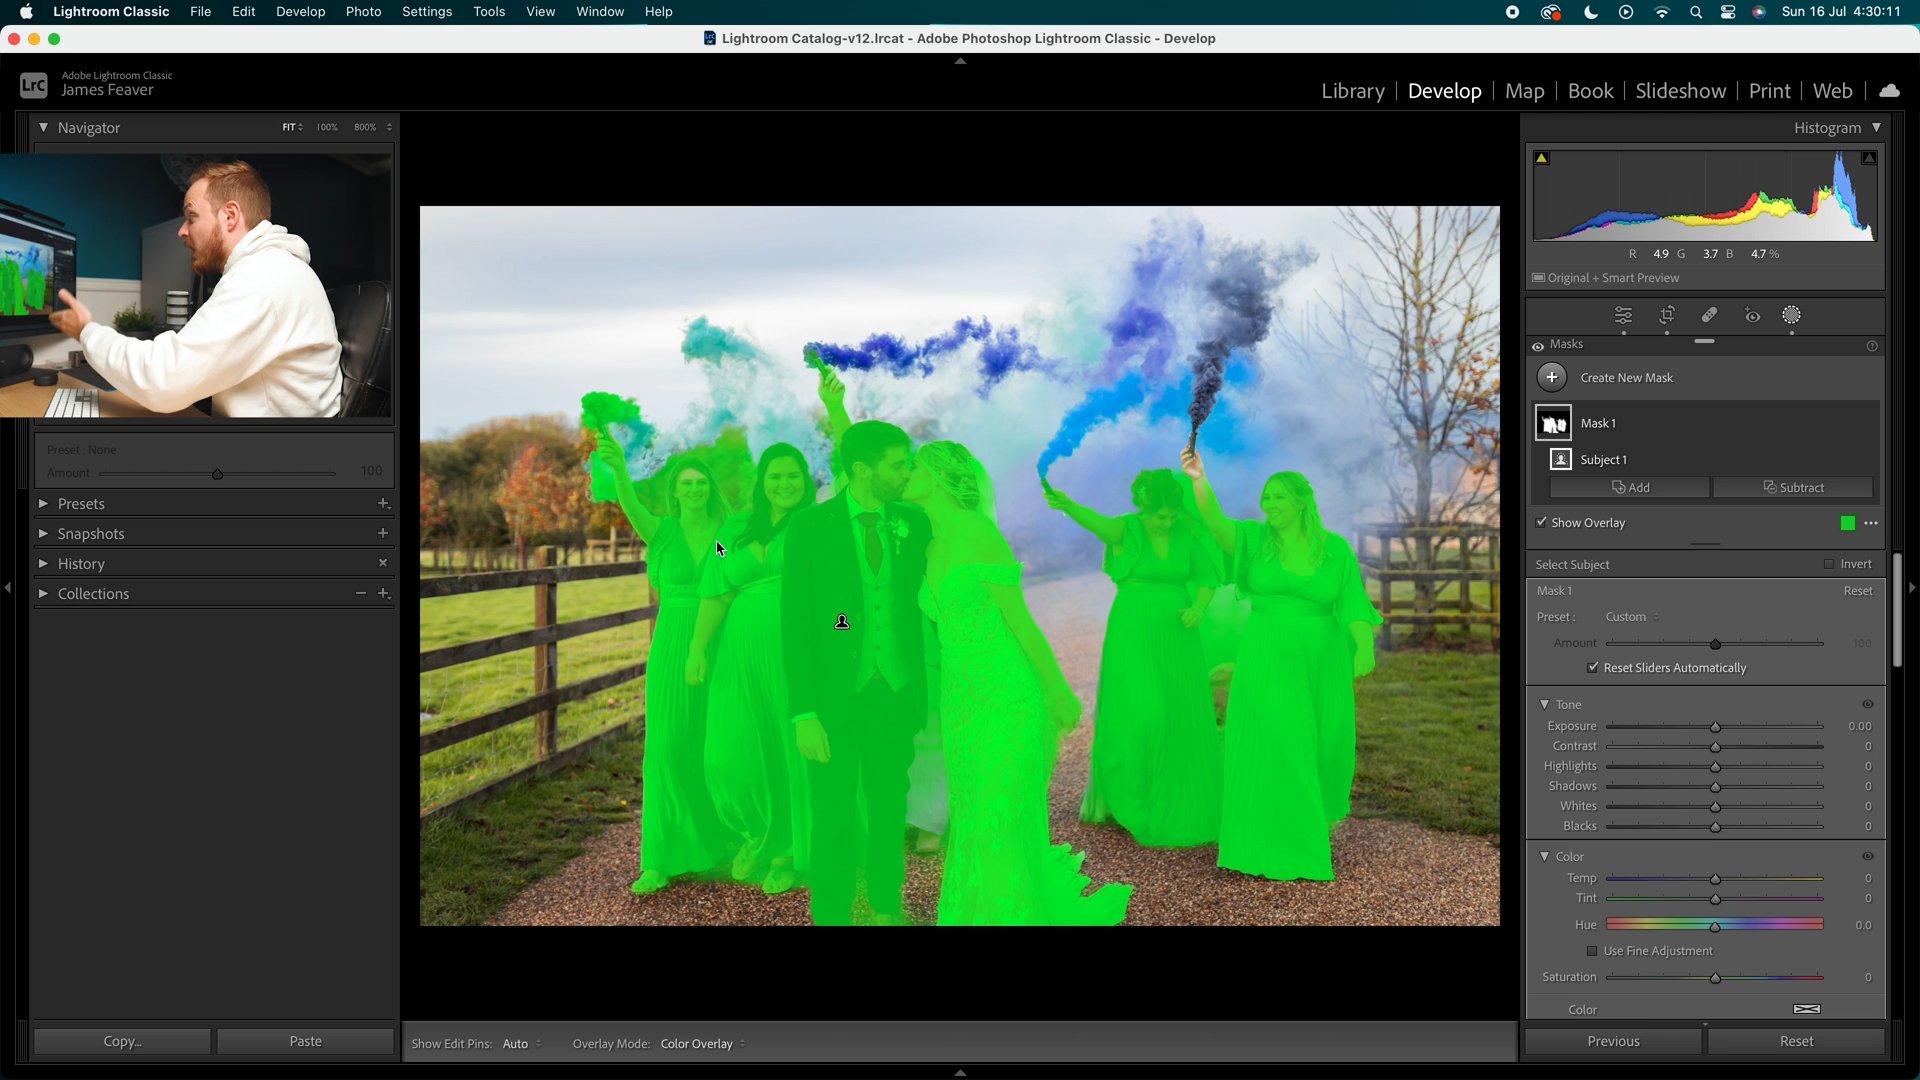 Lightroom Classic File Edit Develop Photo Settings Tools View Window Help Sun 16 Jul 4:30:11
Lightroom Catalog-v12.lrcat - Adobe Photoshop Lightroom Classic - Develop
LrC Adobe Lightroom Classic
James Feaver
Library | Develop | Map | Book | Slideshow | Print | Web
Navigator FIT 100% 800%
Preset : None
Amount 100
Presets
Snapshots
History
Collections
Copy... Paste
Show Edit Pins: Auto Overlay Mode: Color Overlay
Histogram
R 4.9 G 3.7 B 4.7 %
Original + Smart Preview
Masks
Create New Mask
Mask 1
Subject 1
Add Subtract
Show Overlay
Select Subject Invert
Mask 1 Reset
Preset : Custom
Amount 100
Reset Sliders Automatically
Tone
Exposure 0.00
Contrast 0
Highlights 0
Shadows 0
Whites 0
Blacks 0
Color
Temp 0
Tint 0
Hue 0.0
Use Fine Adjustment
Saturation 0
Color
Previous Reset